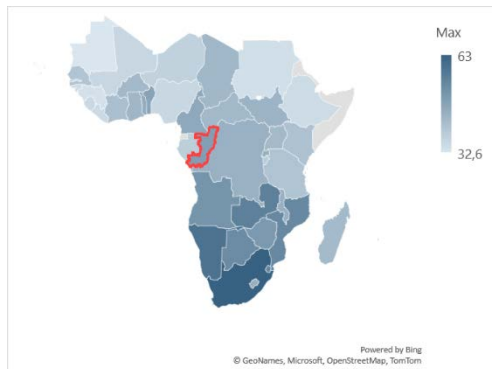 Max
63
32,6
Powered by Bing
© GeoNames, Microsoft, OpenStreetMap, TomTom